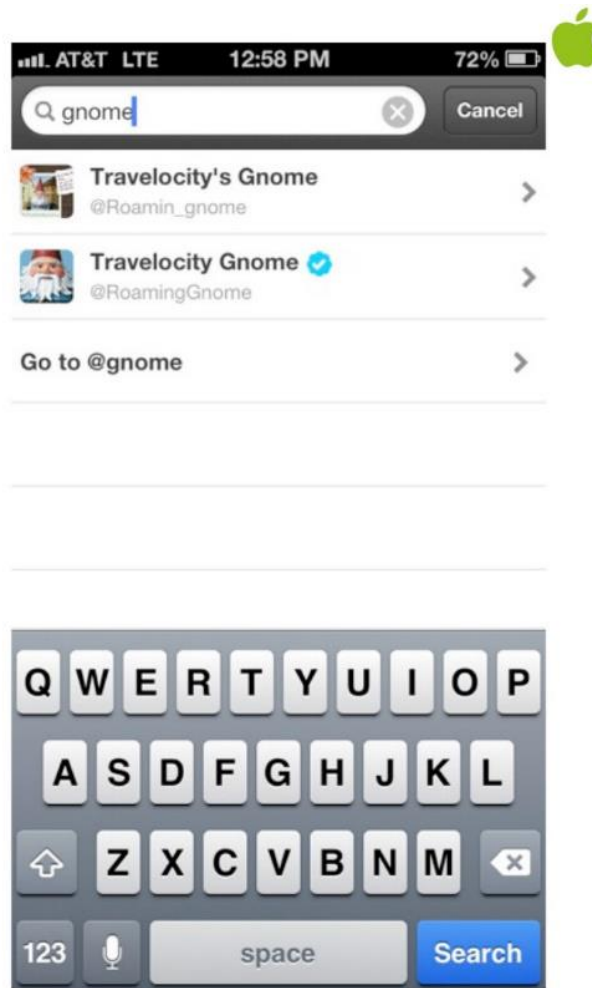 AT&T LTE 12:58 PM 72%
gnome Cancel
Travelocity's Gnome
@Roamin_gnome
Travelocity Gnome
@RoamingGnome
Go to @gnome
Q W E R T Y U I O P
A S D F G H J K L
Z X C V B N M
123 space Search